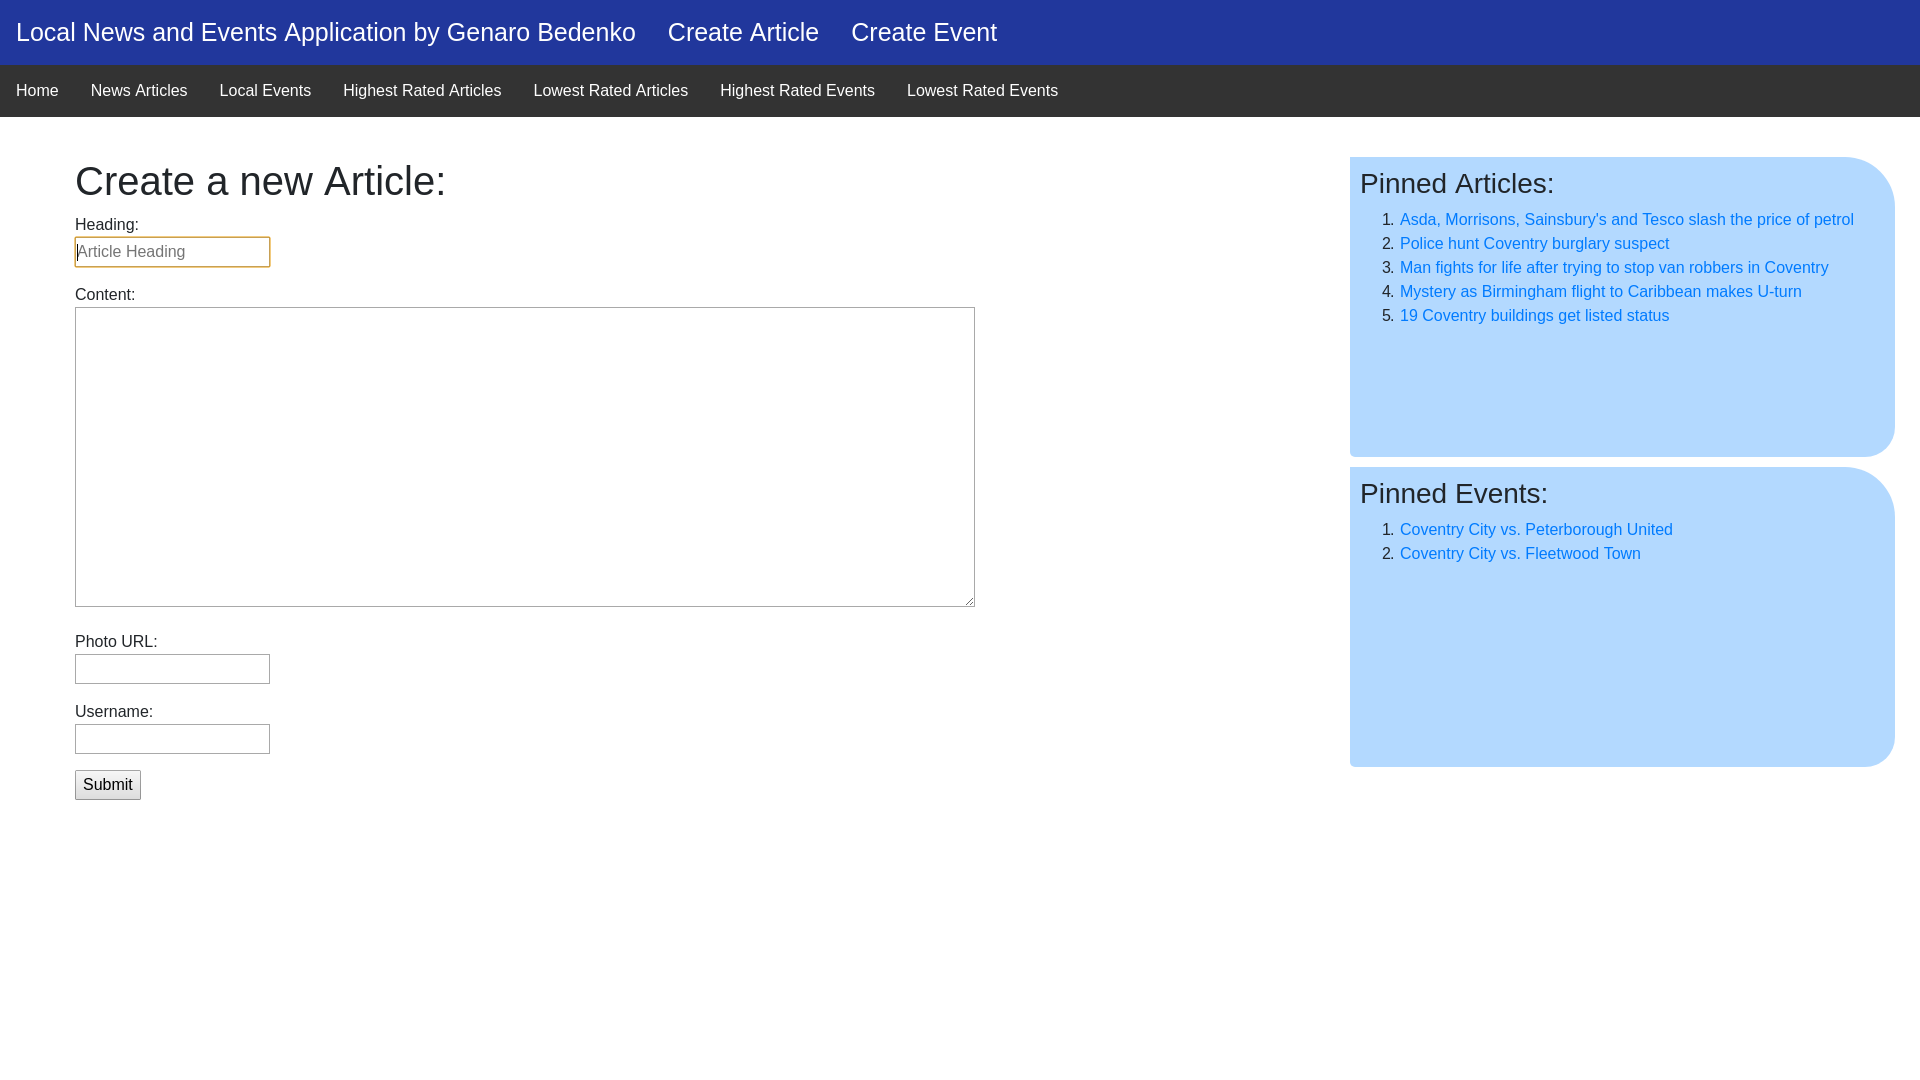 Local News and Events Application by Genaro Bedenko Create Article Create Event
Home News Articles Local Events Highest Rated Articles Lowest Rated Articles Highest Rated Events Lowest Rated Events
Create a new Article:
Heading:
Article Heading
Content:
Photo URL:
Username:
Submit
Pinned Articles:
1. Asda, Morrisons, Sainsbury's and Tesco slash the price of petrol
2. Police hunt Coventry burglary suspect
3. Man fights for life after trying to stop van robbers in Coventry
4. Mystery as Birmingham flight to Caribbean makes U-turn
5. 19 Coventry buildings get listed status
Pinned Events:
1. Coventry City vs. Peterborough United
2. Coventry City vs. Fleetwood Town